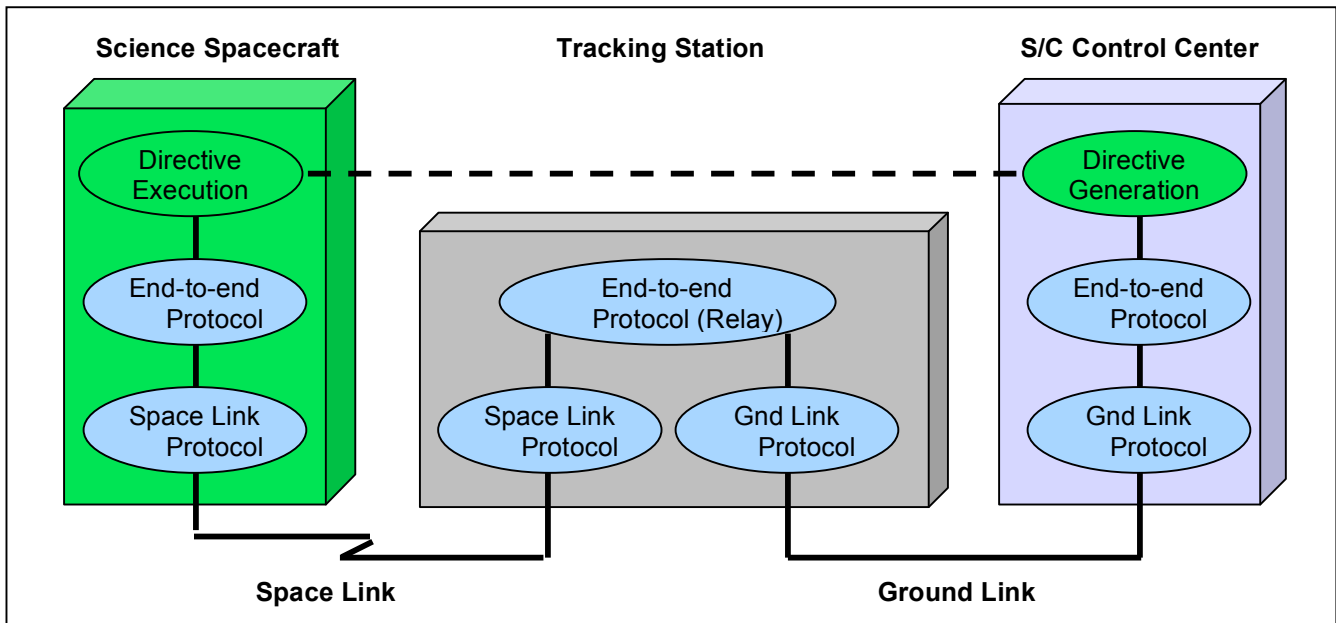 Science Spacecraft
Tracking Station
S/C Control Center
Directive
Execution
Directive
Generation
End-to-end
Protocol
End-to-end
Protocol (Relay)
End-to-end
Protocol
Space Link
Protocol
Space Link
Protocol
Gnd Link
Protocol
Gnd Link
Protocol
Space Link
Ground Link